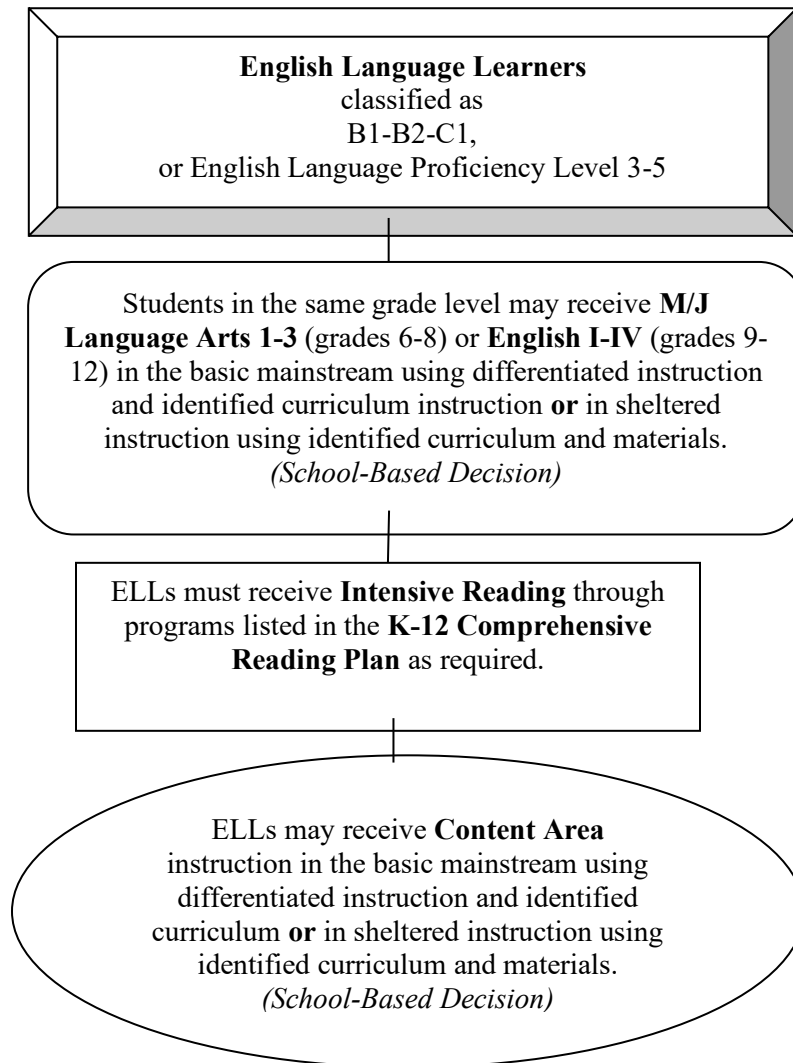 English Language Learners
classified as
B1-B2-C1,
or English Language Proficiency Level 3-5
Students in the same grade level may receive M/J
Language Arts 1-3 (grades 6-8) or English I-IV (grades 9-
12) in the basic mainstream using differentiated instruction
and identified curriculum instruction or in sheltered
instruction using identified curriculum and materials.
(School-Based Decision)
ELLs must receive Intensive Reading through
programs listed in the K-12 Comprehensive
Reading Plan as required.
ELLs may receive Content Area
instruction in the basic mainstream using
differentiated instruction and identified
curriculum or in sheltered instruction using
identified curriculum and materials.
(School-Based Decision)